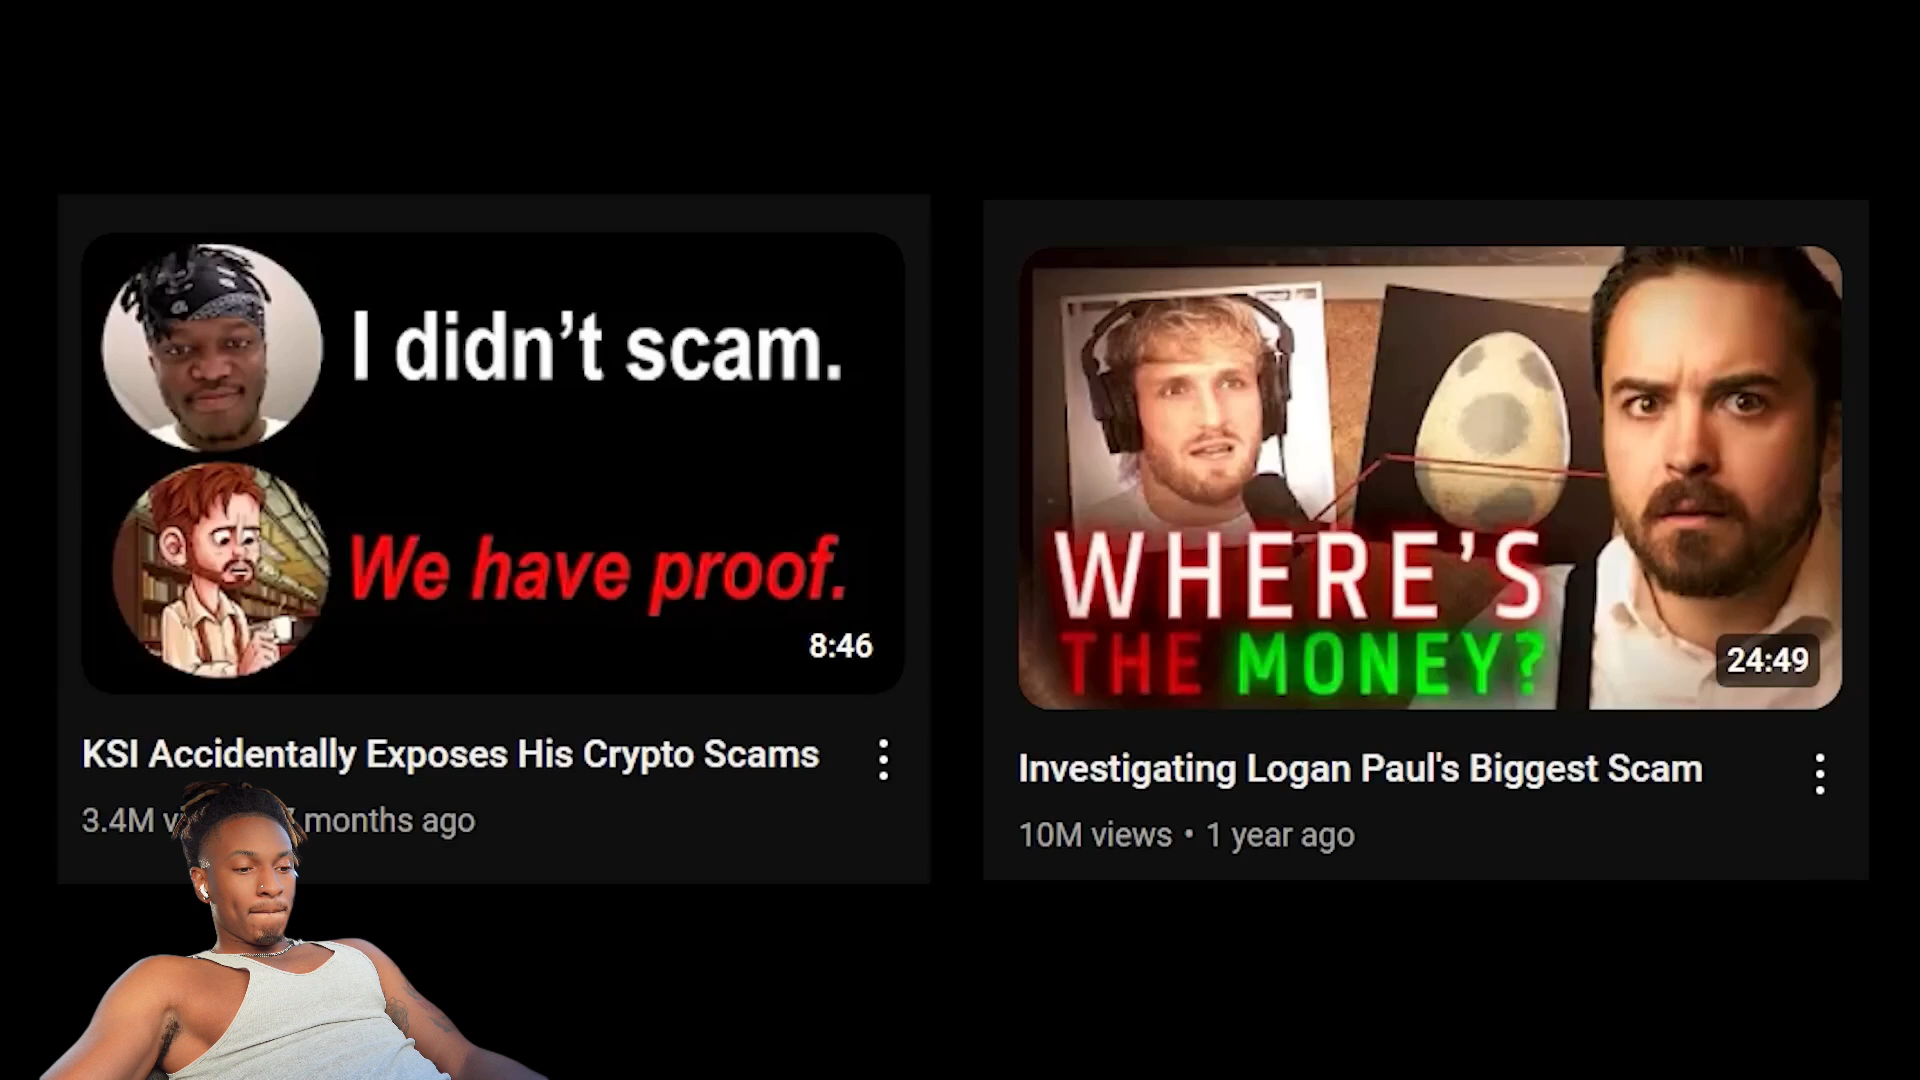 I didn't scam.
We have proof.
8:46
KSI Accidentally Exposes His Crypto Scams
3.4M months ago
WHERE'S
THE MONEY?
24:49
Investigating Logan Paul's Biggest Scam
10M views • 1 year ago